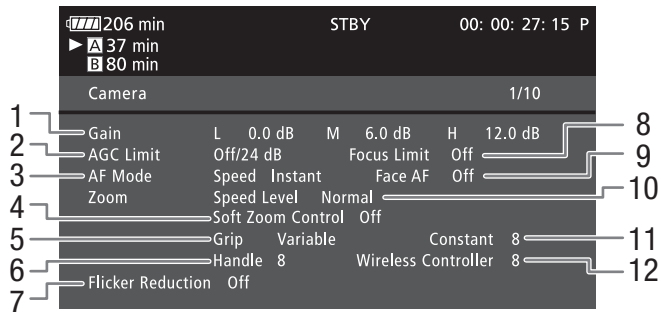 206 min STBY 00: 00: 27: 15 P
A 37 min
B 80 min
Camera 1/10
1 Gain L 0.0 dB M 6.0 dB H 12.0 dB 8
2 AGC Limit Off/24 dB Focus Limit Off 9
3 AF Mode Speed Instant Face AF Off
Zoom Speed Level Normal 10
4 Soft Zoom Control Off
5 Grip Variable Constant 8 11
6 Handle 8 Wireless Controller 8 12
7 Flicker Reduction Off